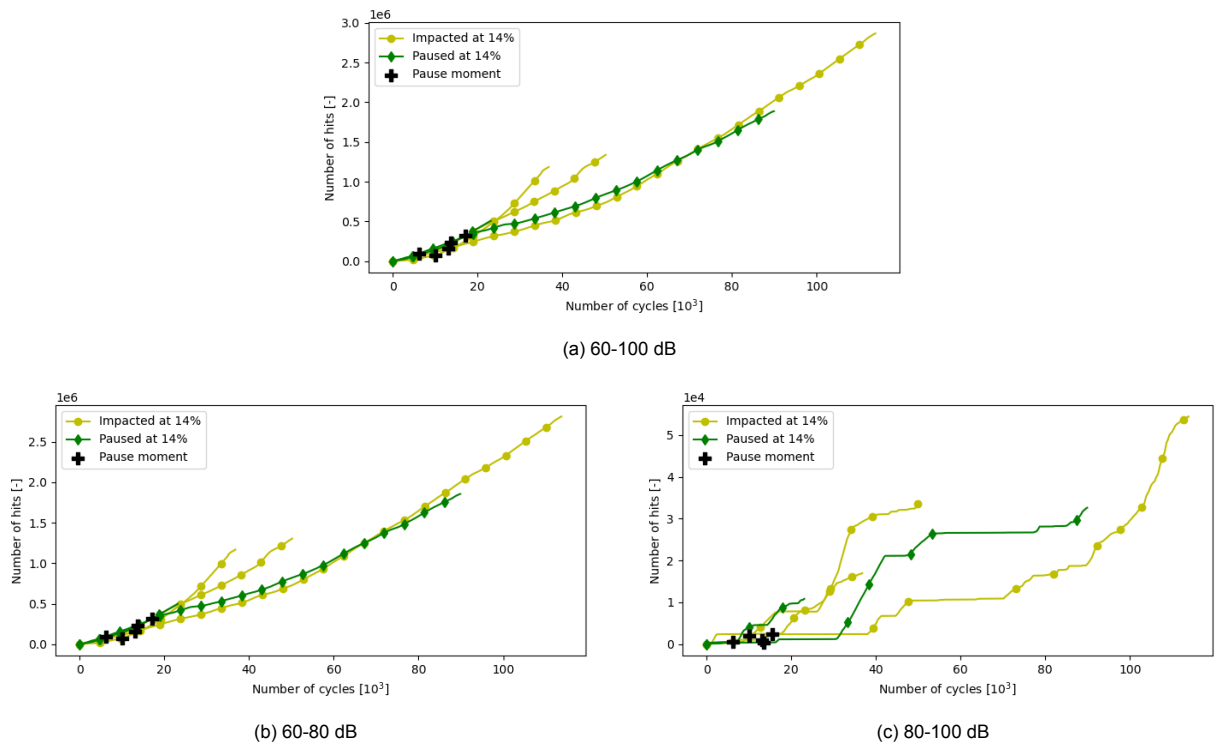 1e6
Number of hits [-]
3.0
2.5
2.0
1.5
1.0
0.5
0.0
Impacted at 14%
Paused at 14%
Pause moment
0 20 40 60 80 100
Number of cycles [10³]
(a) 60-100 dB
1e6
Number of hits [-]
2.5
2.0
1.5
1.0
0.5
0.0
Impacted at 14%
Paused at 14%
Pause moment
0 20 40 60 80 100
Number of cycles [10³]
(b) 60-80 dB
1e4
Number of hits [-]
5
4
3
2
1
0
Impacted at 14%
Paused at 14%
Pause moment
0 20 40 60 80 100
Number of cycles [10³]
(c) 80-100 dB